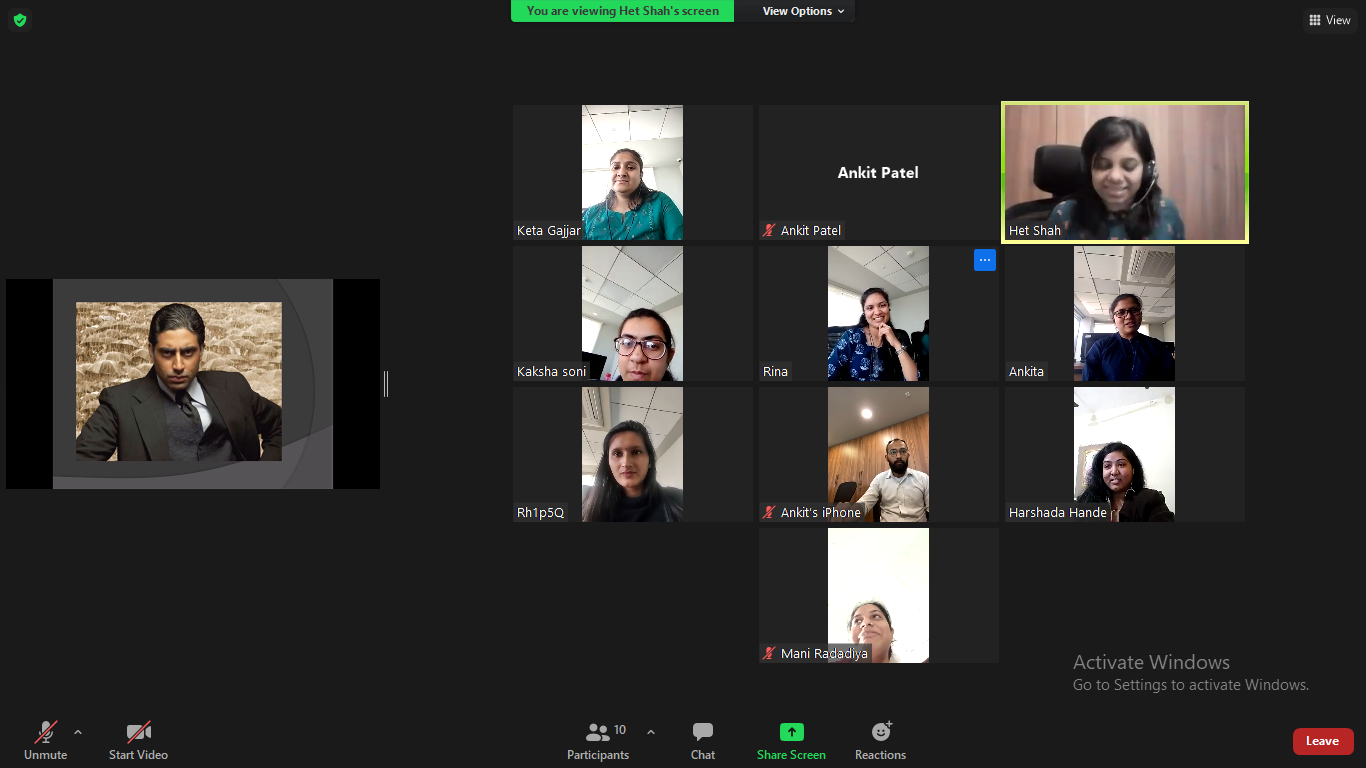 You are viewing Het Shah's screen
View Options
View
Keta Gajjar
Ankit Patel
Ankit Patel
Het Shah
Kaksha soni
Rina
Ankita
Rh1p5Q
Ankit's iPhone
Harshada Hande
Mani Radadiya
Activate Windows
Go to Settings to activate Windows.
Unmute
Start Video
10
Participants
Chat
Share Screen
Reactions
Leave